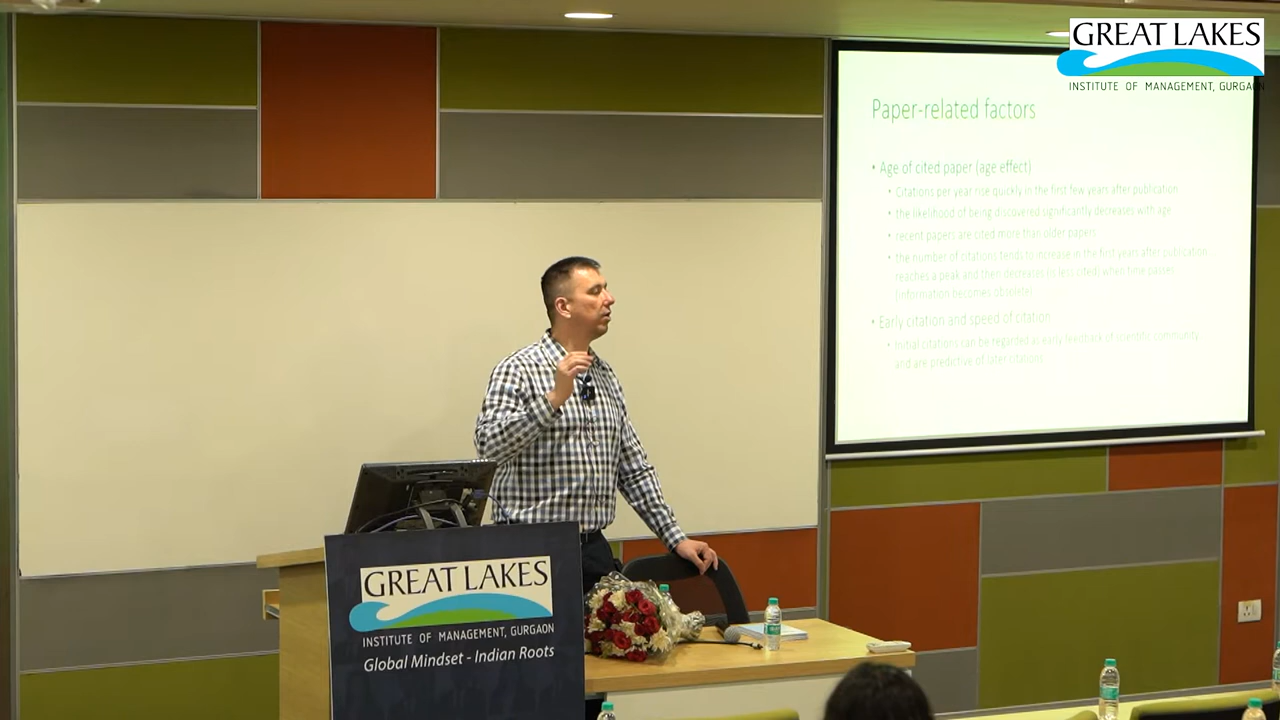 GREAT LAKES
INSTITUTE OF MANAGEMENT, GURGAON
Paper-related factors
• Age of cited paper (age effect)
• Citations per year rise quickly in the first few years after publication
• the likelihood of being discovered significantly decreases with age
• recent papers are cited more than older papers
• the number of citations tends to increase in the first years after publication,
reaches a peak and then decreases (is less cited) when time passes
(information becomes obsolete)
• Early citation and speed of citation
• Initial citations can be regarded as early feedback of scientific community
and are predictive of later citations
GREAT LAKES
INSTITUTE OF MANAGEMENT, GURGAON
Global Mindset - Indian Roots